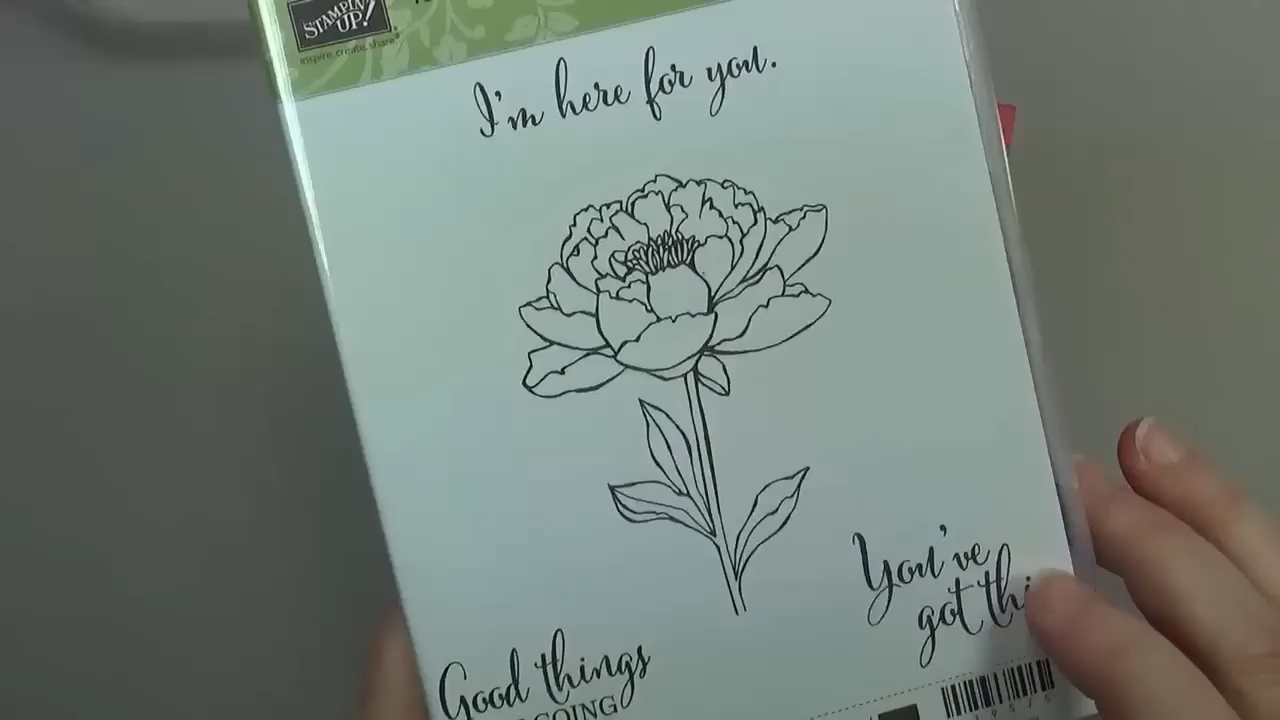 STAMPIN'
UP!
inspire.create.share
I'm here for you.
You've
got
Good things
GOING